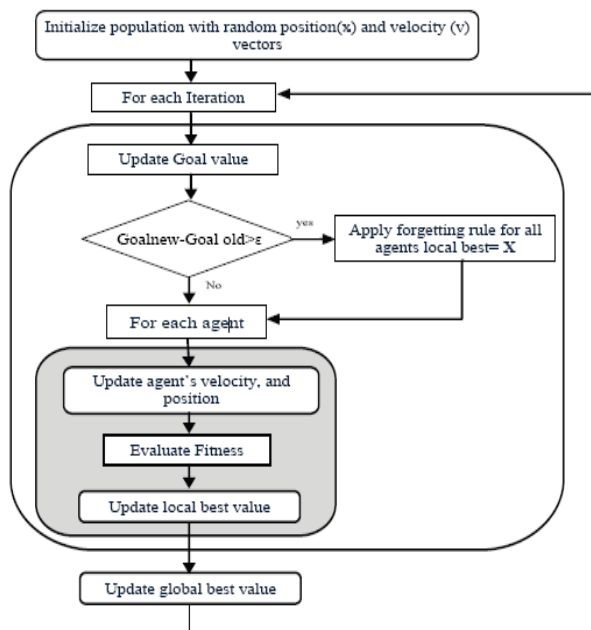 Initialize population with random position(x) and velocity (v)
vectors
For each Iteration
Update Goal value
Goalnew-Goal old>ε
yes
Apply forgetting rule for all
agents local best= X
No
For each agent
Update agent's velocity, and
position
Evaluate Fitness
Update local best value
Update global best value